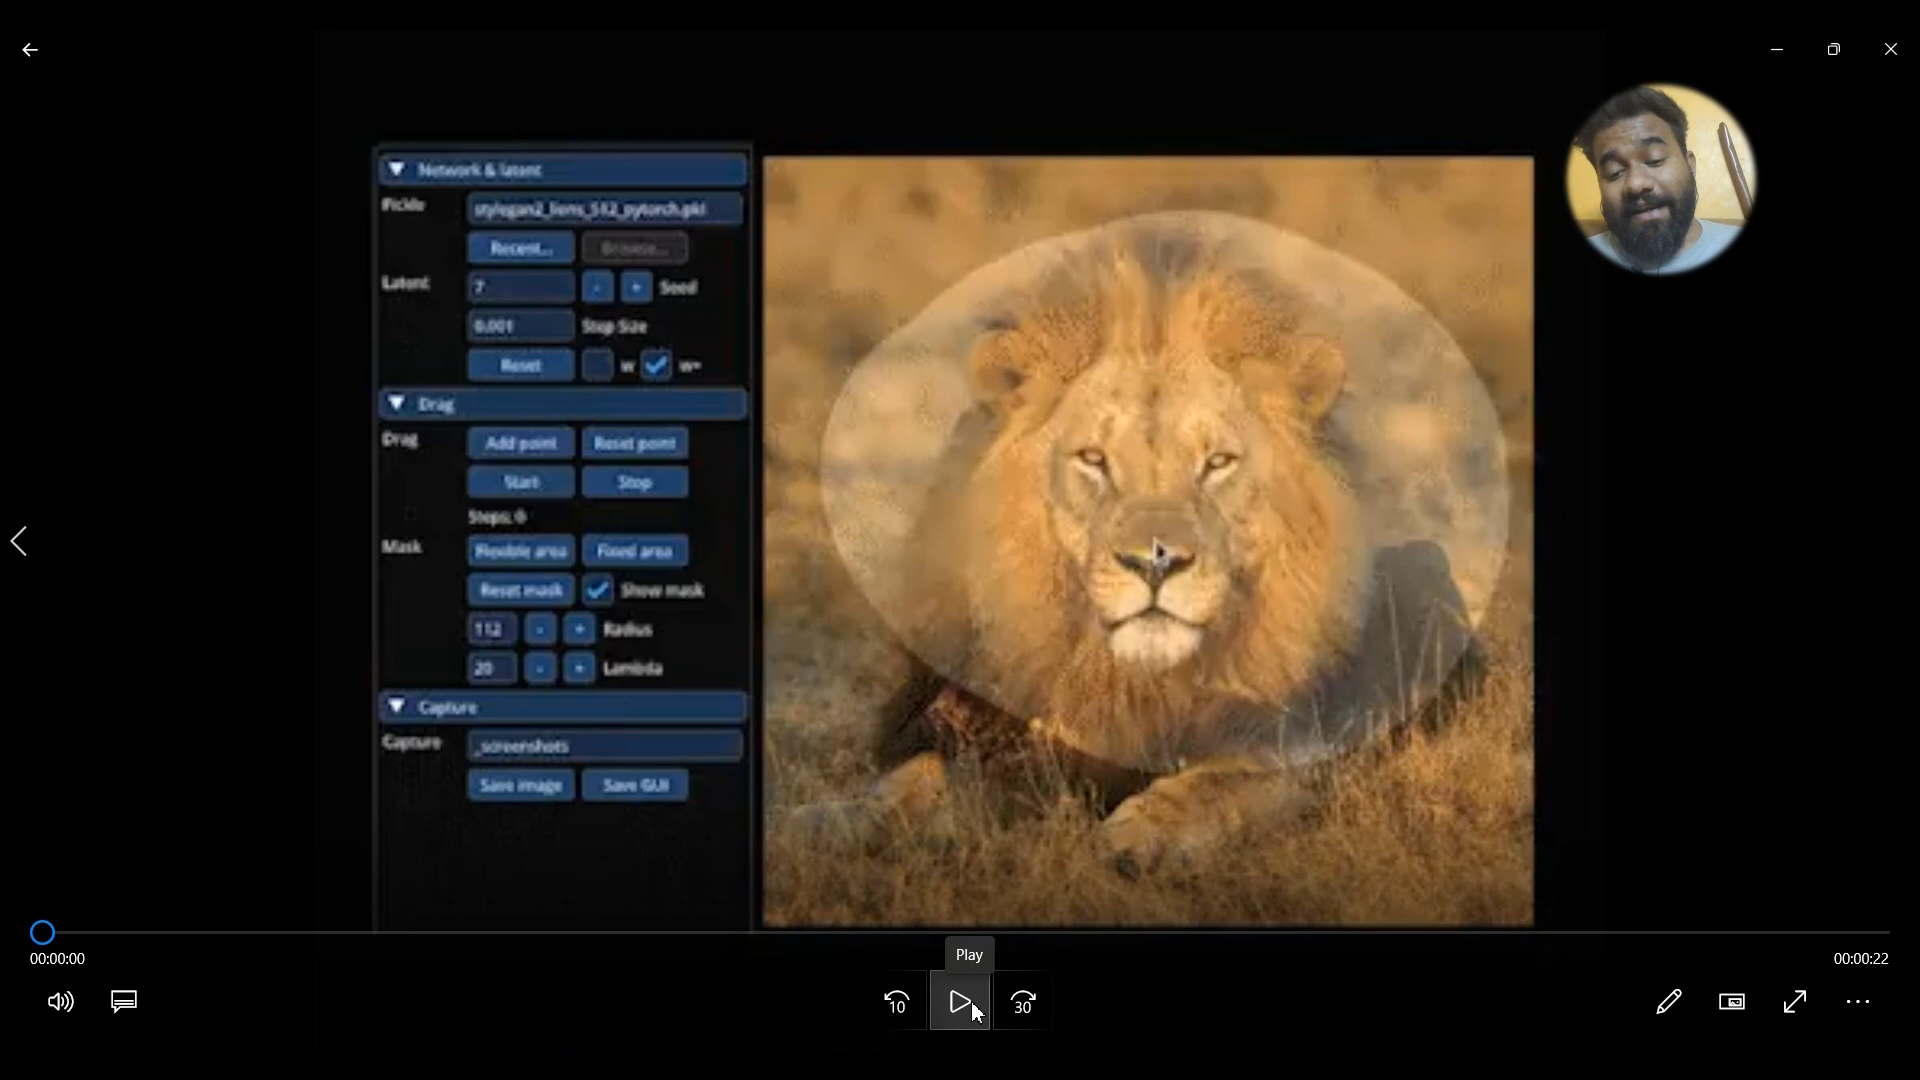 Network & latent
Pickle stylegan2_lions_512_pytorch.pkl
Recent... Browse...
Latent 7 - + Seed
0.001 Step Size
Reset w w+
Drag
Drag Add point Reset point
Start Stop
Steps: 0
Mask Flexible area Fixed area
Reset mask Show mask
112 - + Radius
20 - + Lambda
Capture
Capture _screenshots
Save image Save GUI
Play
00:00:00 00:00:22
10 30